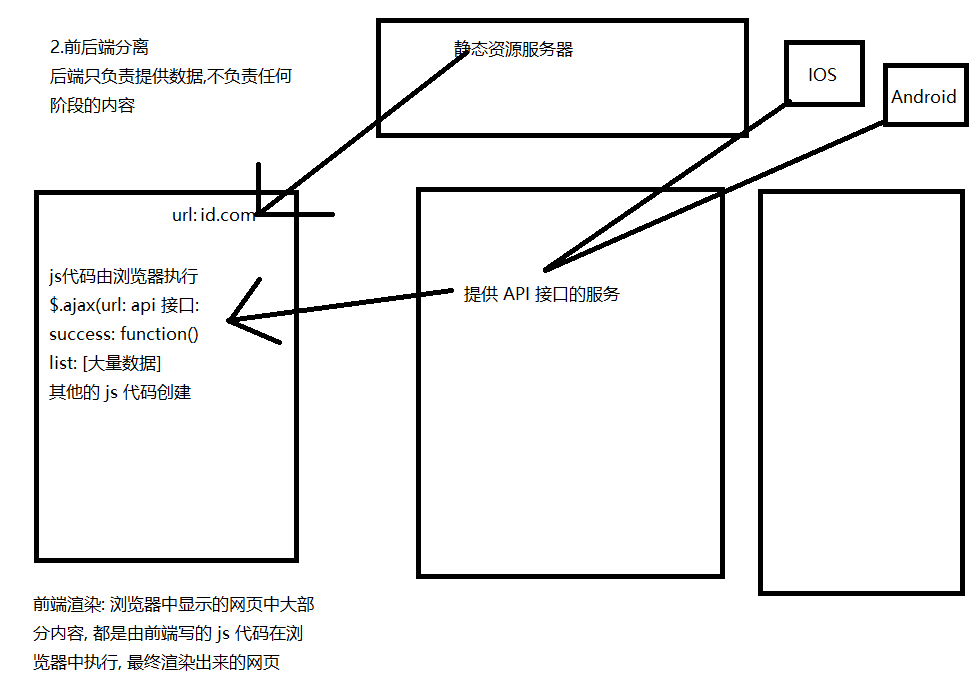 2.前后端分离
后端只负责提供数据,不负责任何
阶段的内容
静态资源服务器
IOS
Android
url: id.com
js代码由浏览器执行
$.ajax(url: api 接口:
success: function()
list: [大量数据]
其他的 js 代码创建
提供 API 接口的服务
前端渲染: 浏览器中显示的网页中大部
分内容, 都是由前端写的 js 代码在浏
览器中执行, 最终渲染出来的网页